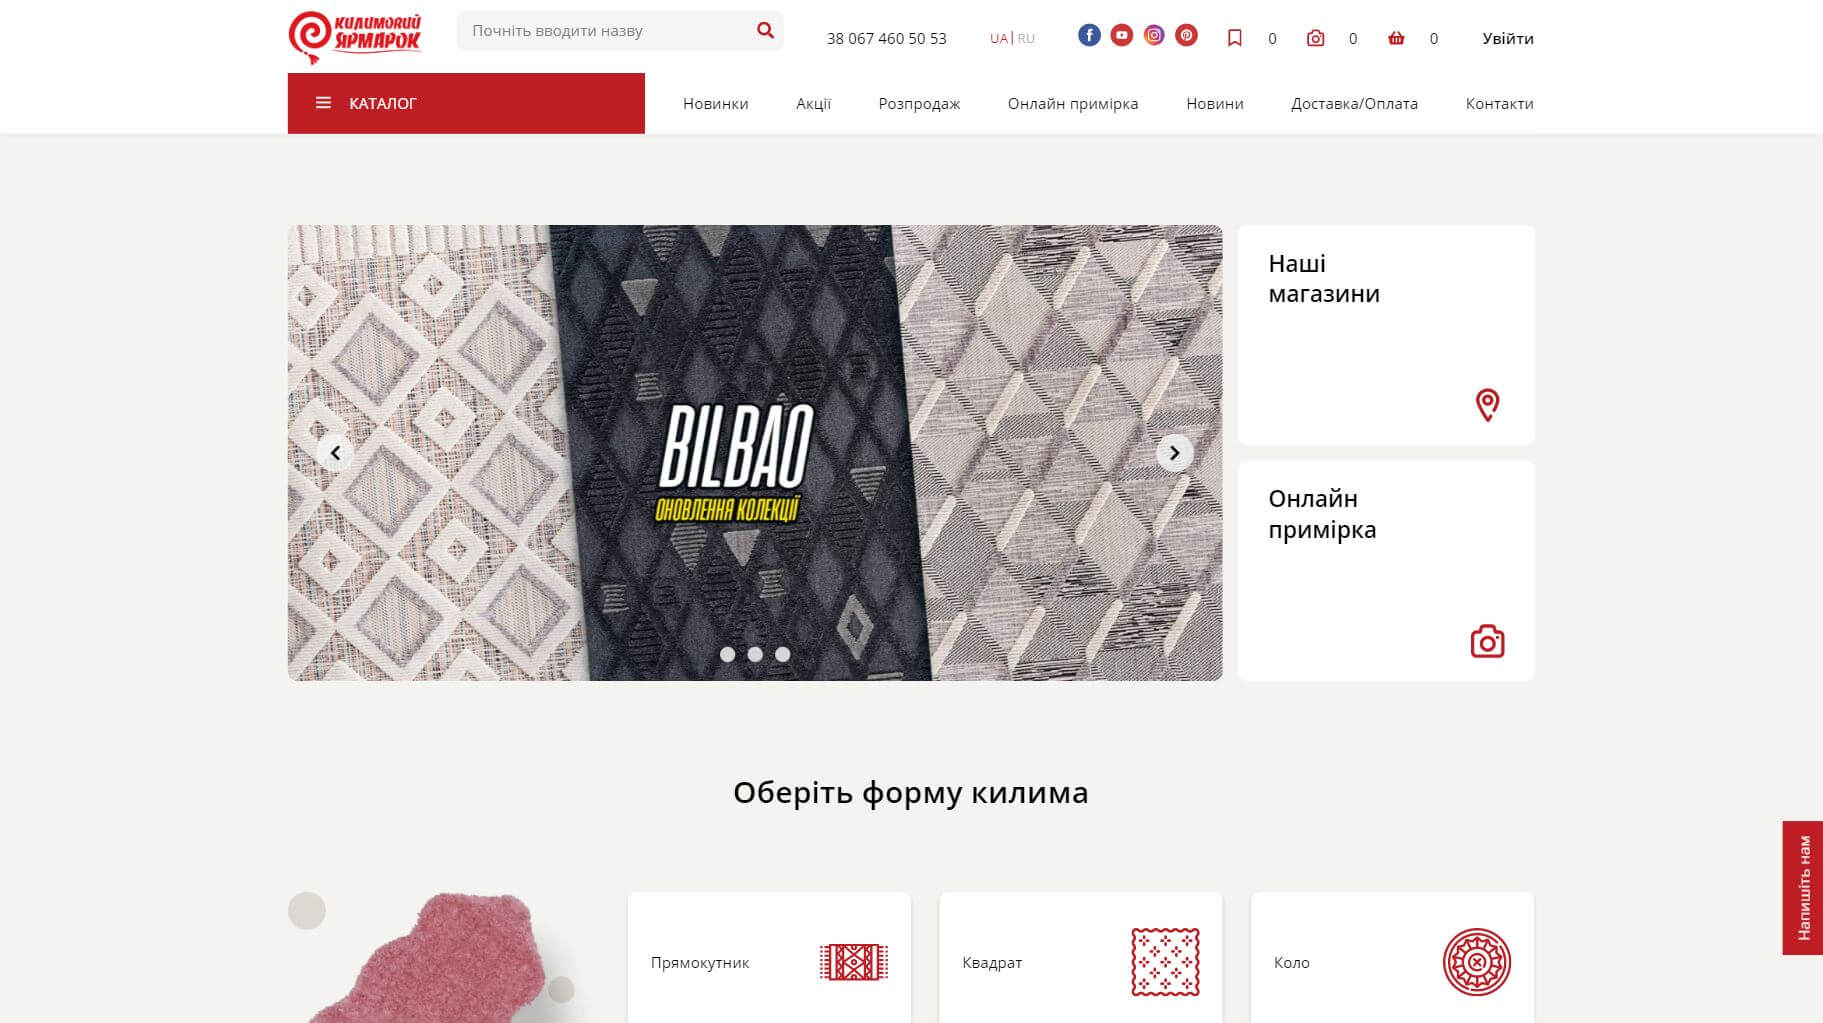 КИЛИМОВИЙ
ЯРМАРОК
Почніть вводити назву
38 067 460 50 53
UA|RU
0
0
0
Увійти
КАТАЛОГ
Новинки
Акції
Розпродаж
Онлайн примірка
Новини
Доставка/Оплата
Контакти
BILBAO
ОНОВЛЕННЯ КОЛЕКЦІЇ
Наші
магазини
Онлайн
примірка
Оберіть форму килима
Прямокутник
Квадрат
Коло
Напишіть нам